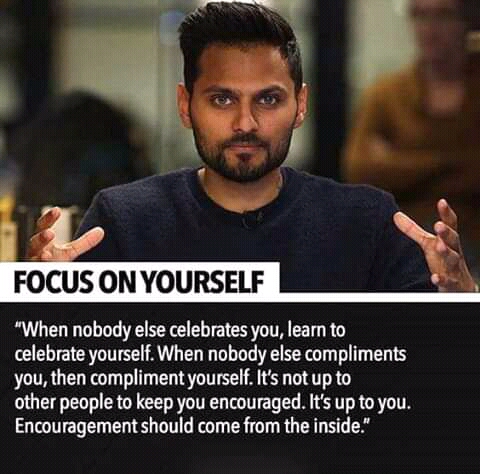 FOCUS ON YOURSELF
“When nobody else celebrates you, learn to
celebrate yourself. When nobody else compliments
you, then compliment yourself. It’s not up to
other people to keep you encouraged. It’s up to you.
Encouragement should come from the inside.”